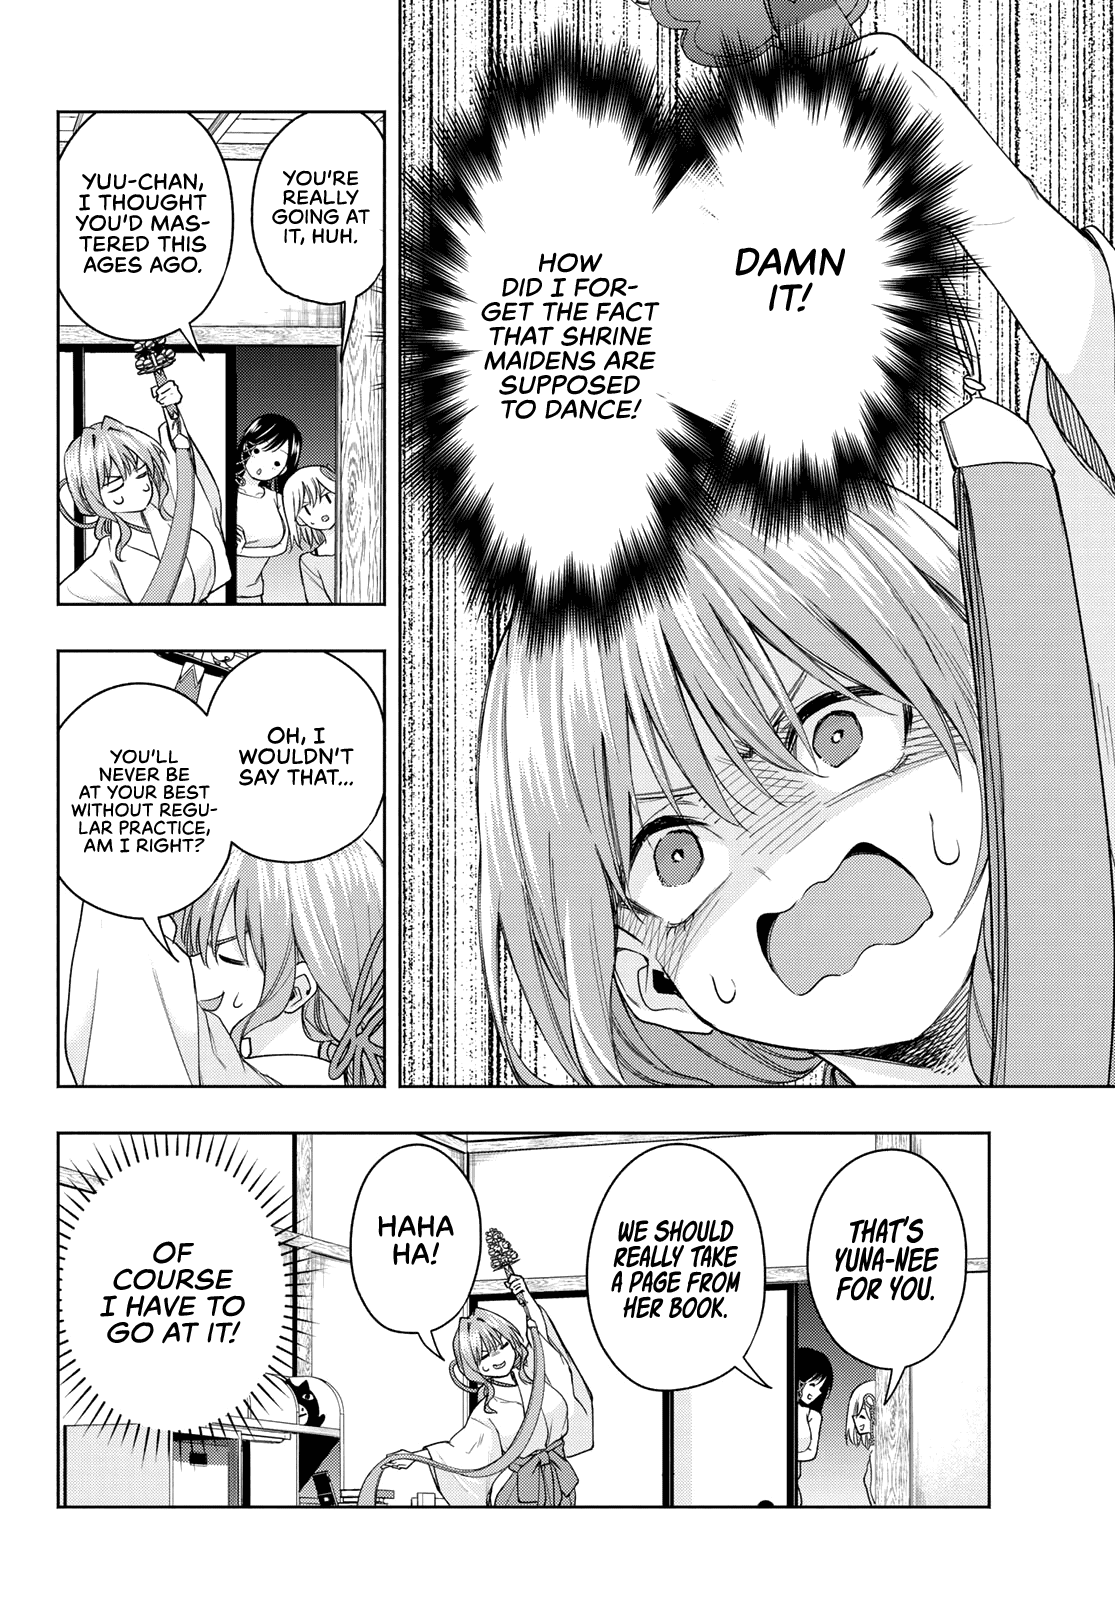 DAMN
IT!
HOW
DID I FOR-
GET THE FACT
THAT SHRINE
MAIDENS ARE
SUPPOSED
TO DANCE!
YOU'RE
REALLY
GOING AT
IT, HUH.
YUU-CHAN,
I THOUGHT
YOU'D MAS-
TERED THIS
AGES AGO.
OH, I
WOULDN'T
SAY THAT...
YOU'LL
NEVER BE
AT YOUR BEST
WITHOUT REGU-
LAR PRACTICE,
AM I RIGHT?
THAT'S
YUNA-NEE
FOR YOU.
WE SHOULD
REALLY TAKE
A PAGE FROM
HER BOOK.
HAHA
HA!
OF
COURSE
I HAVE TO
GO AT IT!